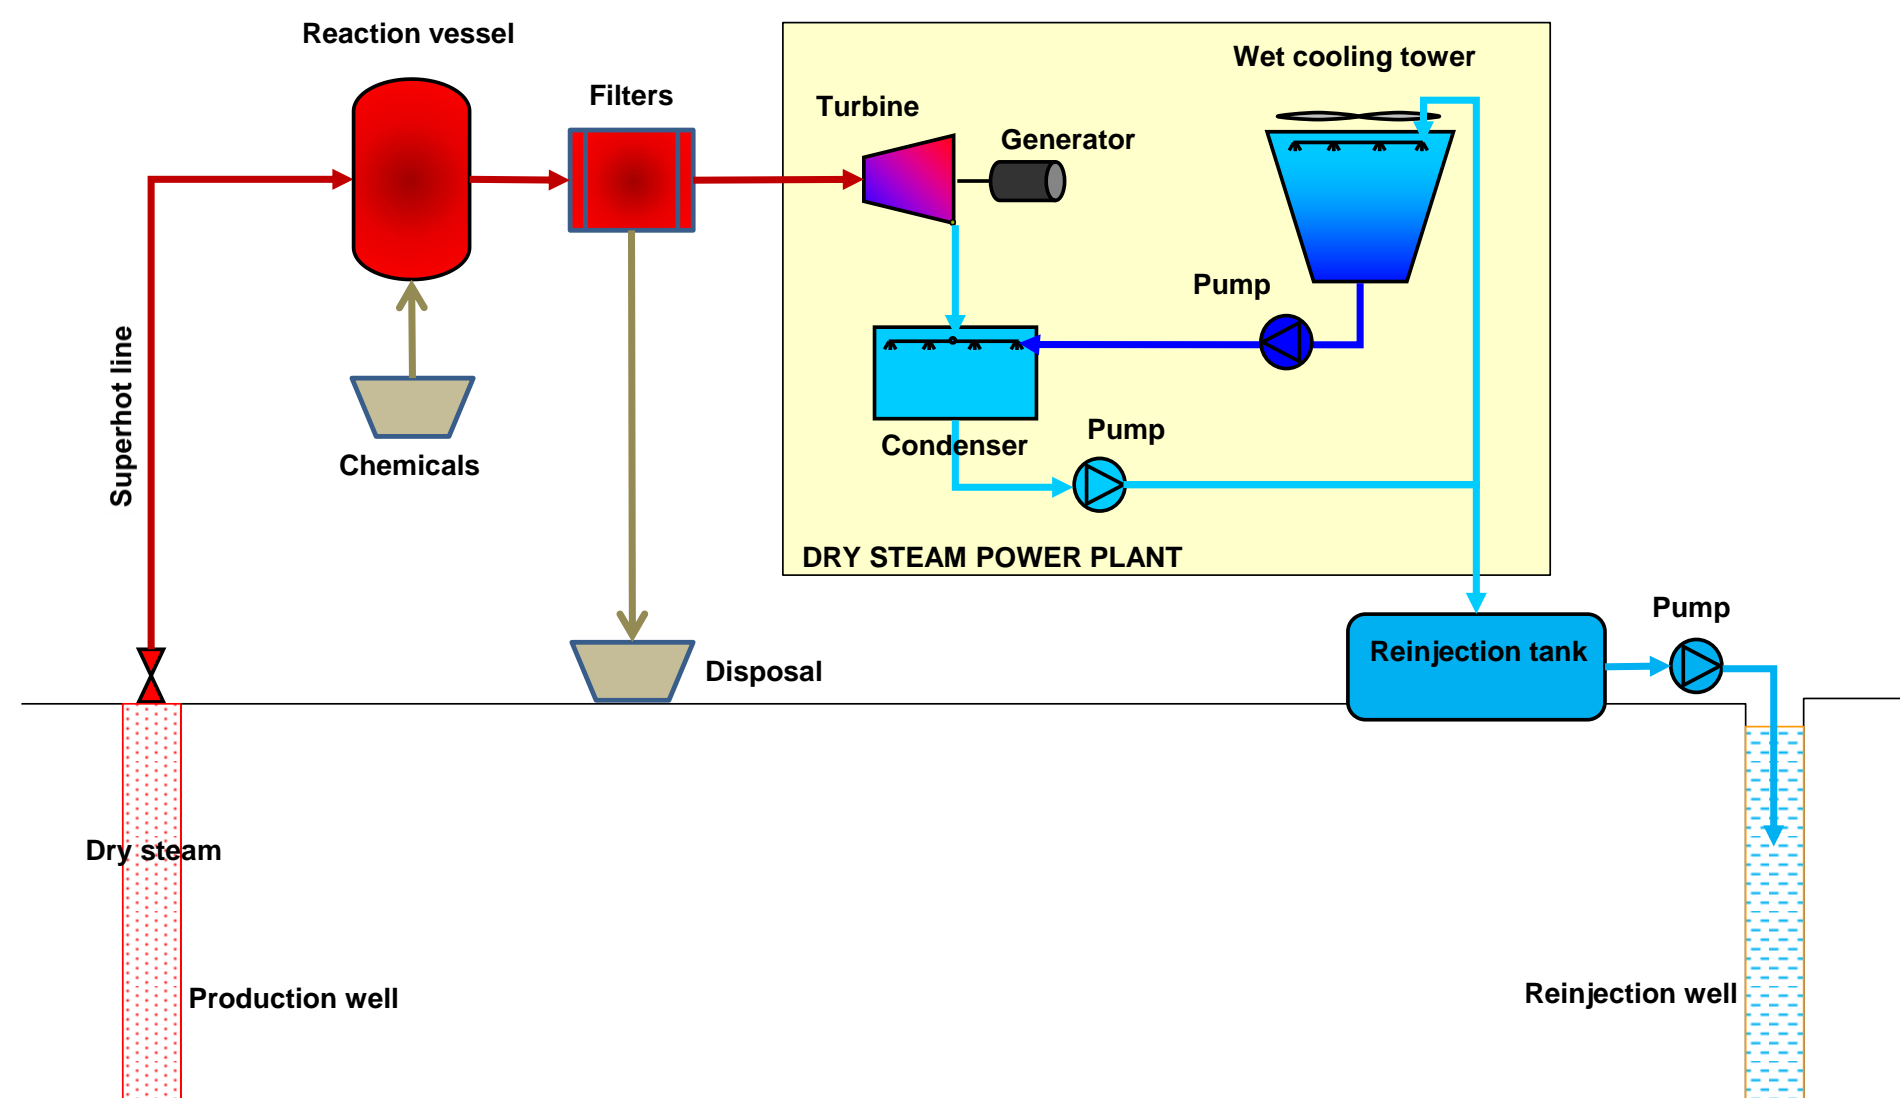 Reaction vessel
Wet cooling tower
Filters
Turbine
Generator
Pump
Superhot line
Condenser
Pump
Chemicals
DRY STEAM POWER PLANT
Pump
Reinjection tank
Disposal
Dry steam
Production well
Reinjection well